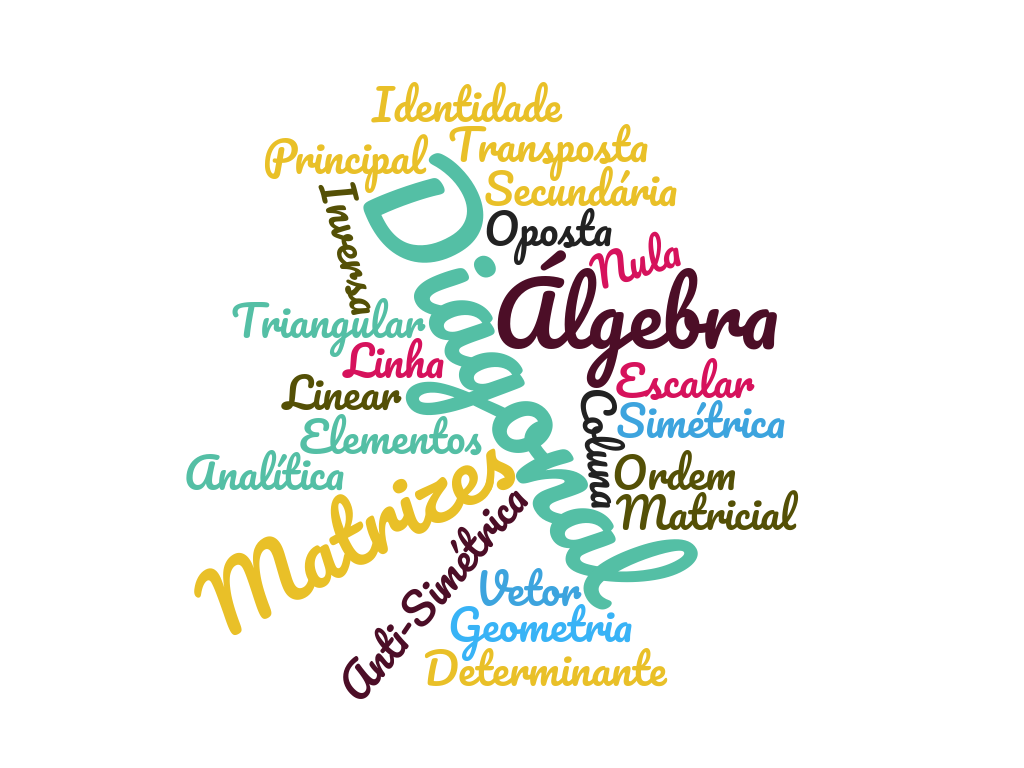 Identidade
Transposta
Principal
Secundária
Inversa
Diagonal
Oposta
Nula
Álgebra
Triangular
Linha
Escalar
Linear
Coluna
Simétrica
Elementos
Analítica
Ordem
Matrizes
Matricial
Anti-Simétrica
Vetor
Geometria
Determinante